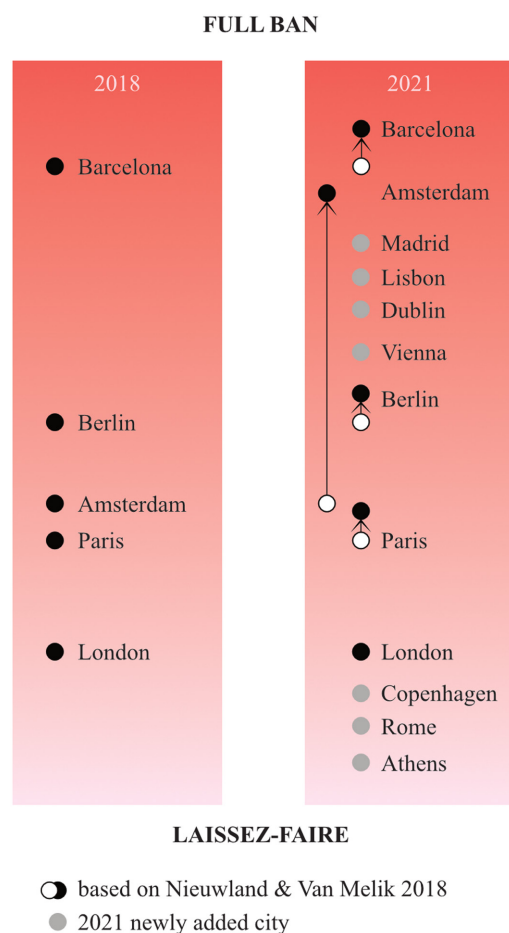 FULL BAN
2018
Barcelona
Berlin
Amsterdam
Paris
London
2021
Barcelona
Amsterdam
Madrid
Lisbon
Dublin
Vienna
Berlin
Paris
London
Copenhagen
Rome
Athens
LAISSEZ-FAIRE
based on Nieuwland & Van Melik 2018
2021 newly added city